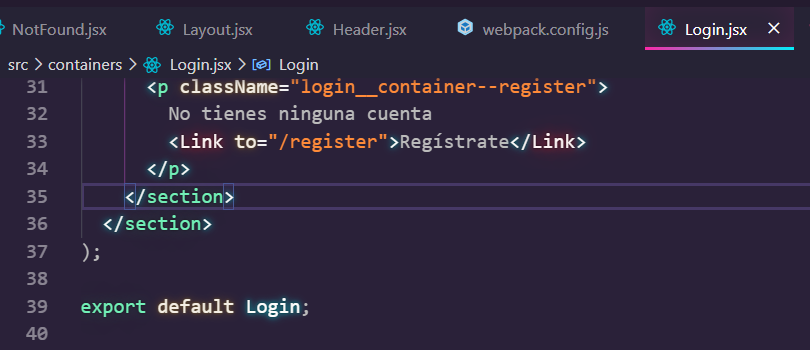 NotFound.jsx Layout.jsx Header.jsx webpack.config.js Login.jsx ×
src > containers > Login.jsx > Login
31 <p className="login__container--register">
32 No tienes ninguna cuenta
33 <Link to="/register">Regístrate</Link>
34 </p>
35 </section>
36 </section>
37 );
38
39 export default Login;
40